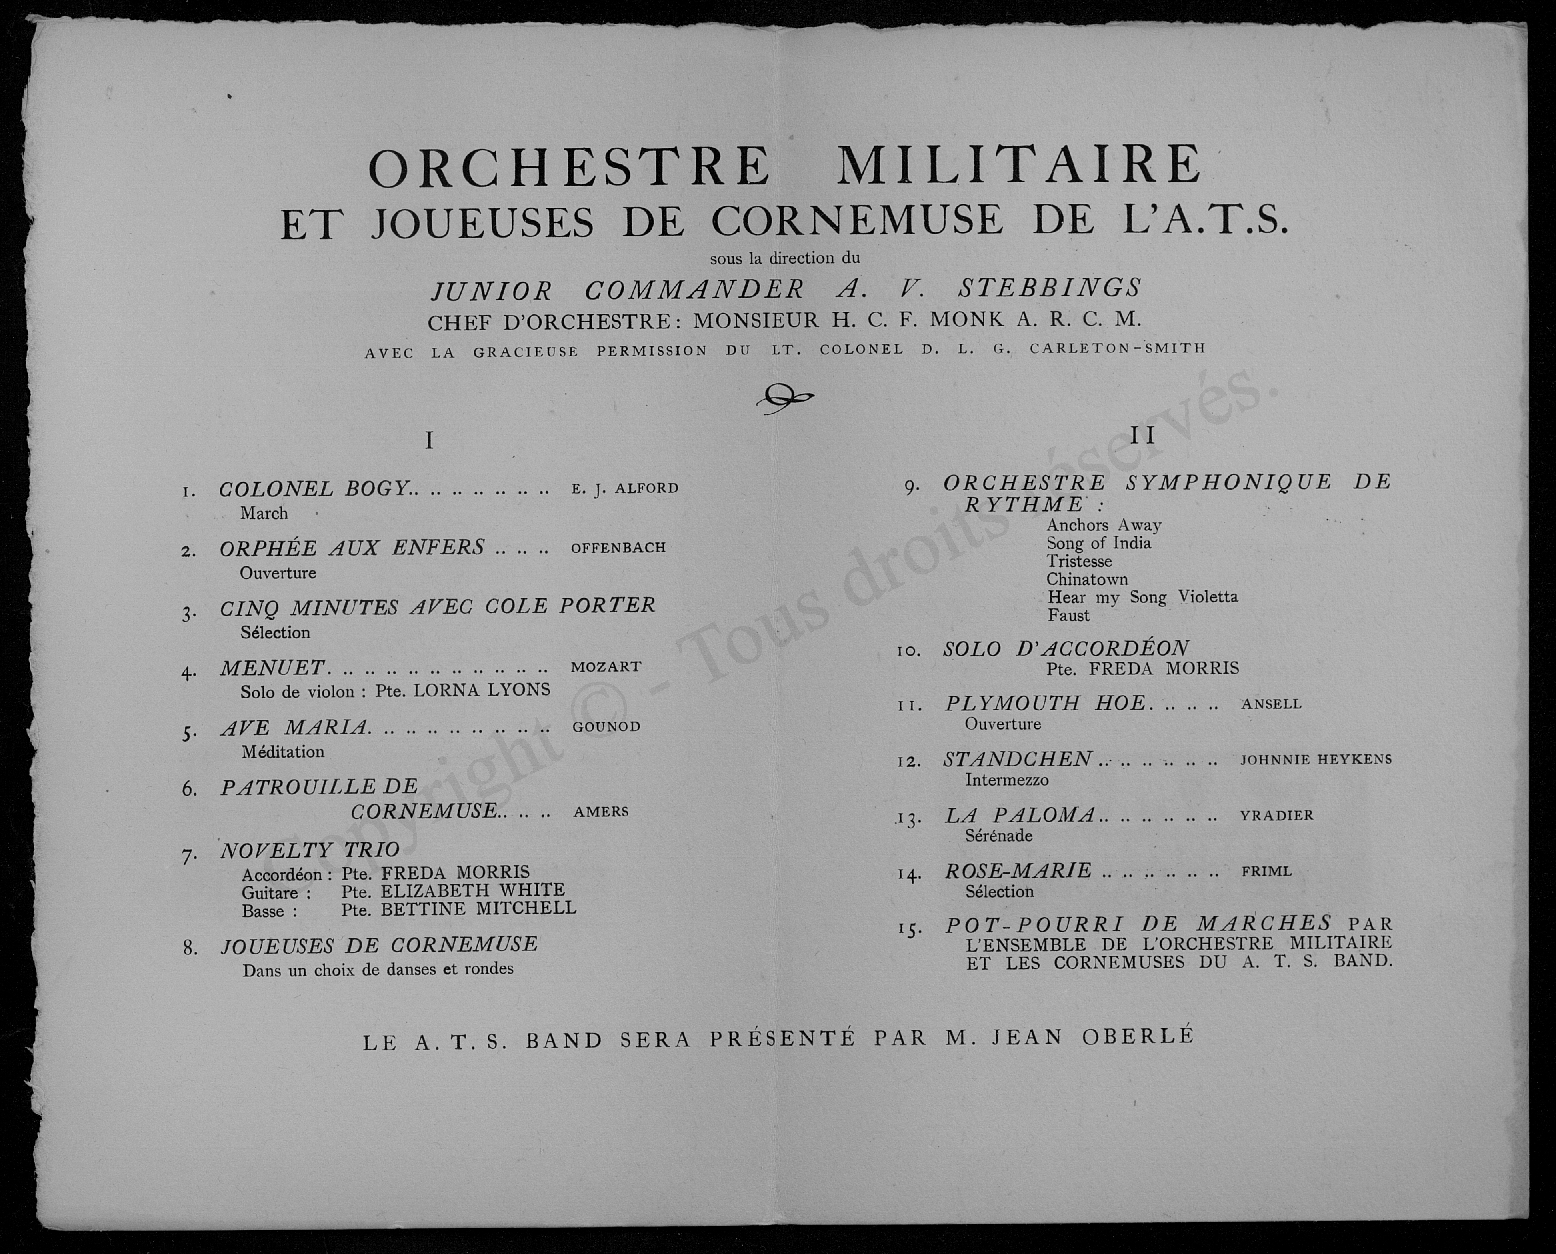 ORCHESTRE MILITAIRE
ET JOUEUSES DE CORNEMUSE DE L'A.T.S.
sous la direction du
JUNIOR COMMANDER A. V. STEBBINGS
CHEF D'ORCHESTRE: MONSIEUR H. C. F. MONK A. R. C. M.
AVEC LA GRACIEUSE PERMISSION DU LT. COLONEL D. L. G. CARLETON-SMITH
I
1. COLONEL BOGY.. .. .. .. .. .. .. E. J. ALFORD
March
2. ORPHÉE AUX ENFERS .. .. .. OFFENBACH
Ouverture
3. CINQ MINUTES AVEC COLE PORTER
Sélection
4. MENUET. .. .. .. .. .. .. .. .. .. .. MOZART
Solo de violon : Pte. LORNA LYONS
5. AVE MARIA. .. .. .. .. .. .. .. .. GOUNOD
Méditation
6. PATROUILLE DE
CORNEMUSE.. .. .. AMERS
7. NOVELTY TRIO
Accordéon : Pte. FREDA MORRIS
Guitare : Pte. ELIZABETH WHITE
Basse : Pte. BETTINE MITCHELL
8. JOUEUSES DE CORNEMUSE
Dans un choix de danses et rondes
II
9. ORCHESTRE SYMPHONIQUE DE
RYTHME :
Anchors Away
Song of India
Tristesse
Chinatown
Hear my Song Violetta
Faust
10. SOLO D'ACCORDÉON
Pte. FREDA MORRIS
11. PLYMOUTH HOE. .. .. .. ANSELL
Ouverture
12. STANDCHEN .. .. .. .. .. .. JOHNNIE HEYKENS
Intermezzo
13. LA PALOMA.. .. .. .. .. .. YRADIER
Sérénade
14. ROSE-MARIE .. .. .. .. .. .. FRIML
Sélection
15. POT-POURRI DE MARCHES PAR
L'ENSEMBLE DE L'ORCHESTRE MILITAIRE
ET LES CORNEMUSES DU A. T. S. BAND.
LE A. T. S. BAND SERA PRÉSENTÉ PAR M. JEAN OBERLÉ
Copyright © - Tous droits réservés.